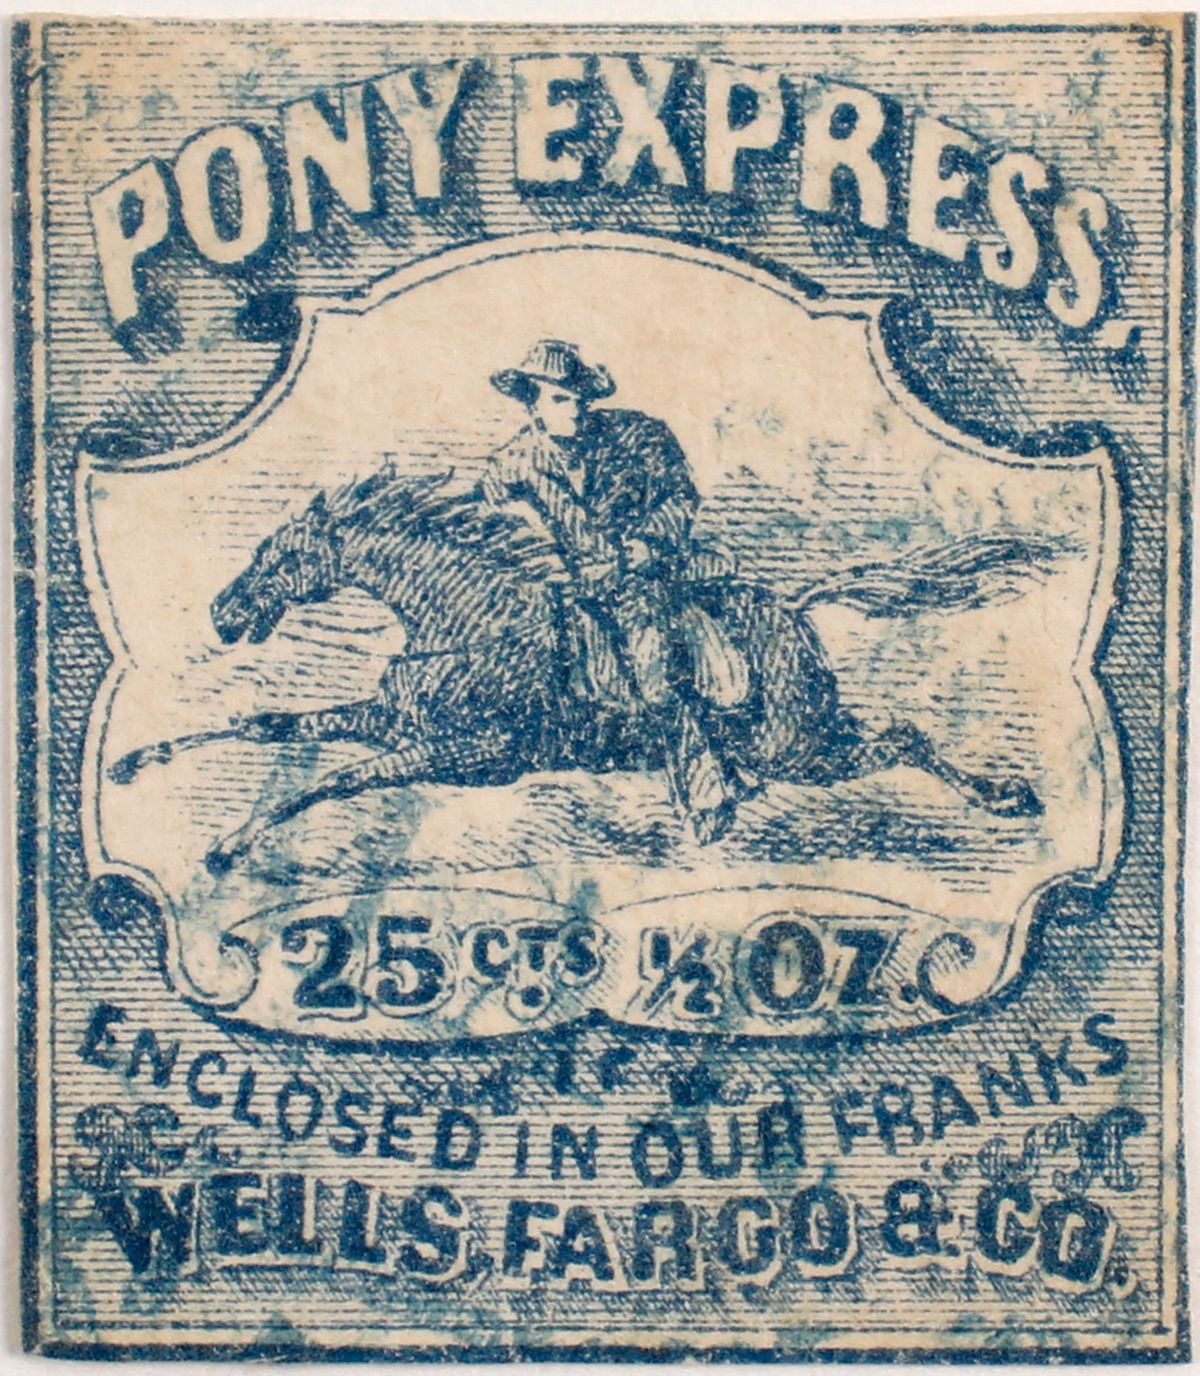 PONY EXPRESS,
25 CTS ½ OZ.
ENCLOSED IN OUR FRANKS
WELLS, FARGO & CO.,